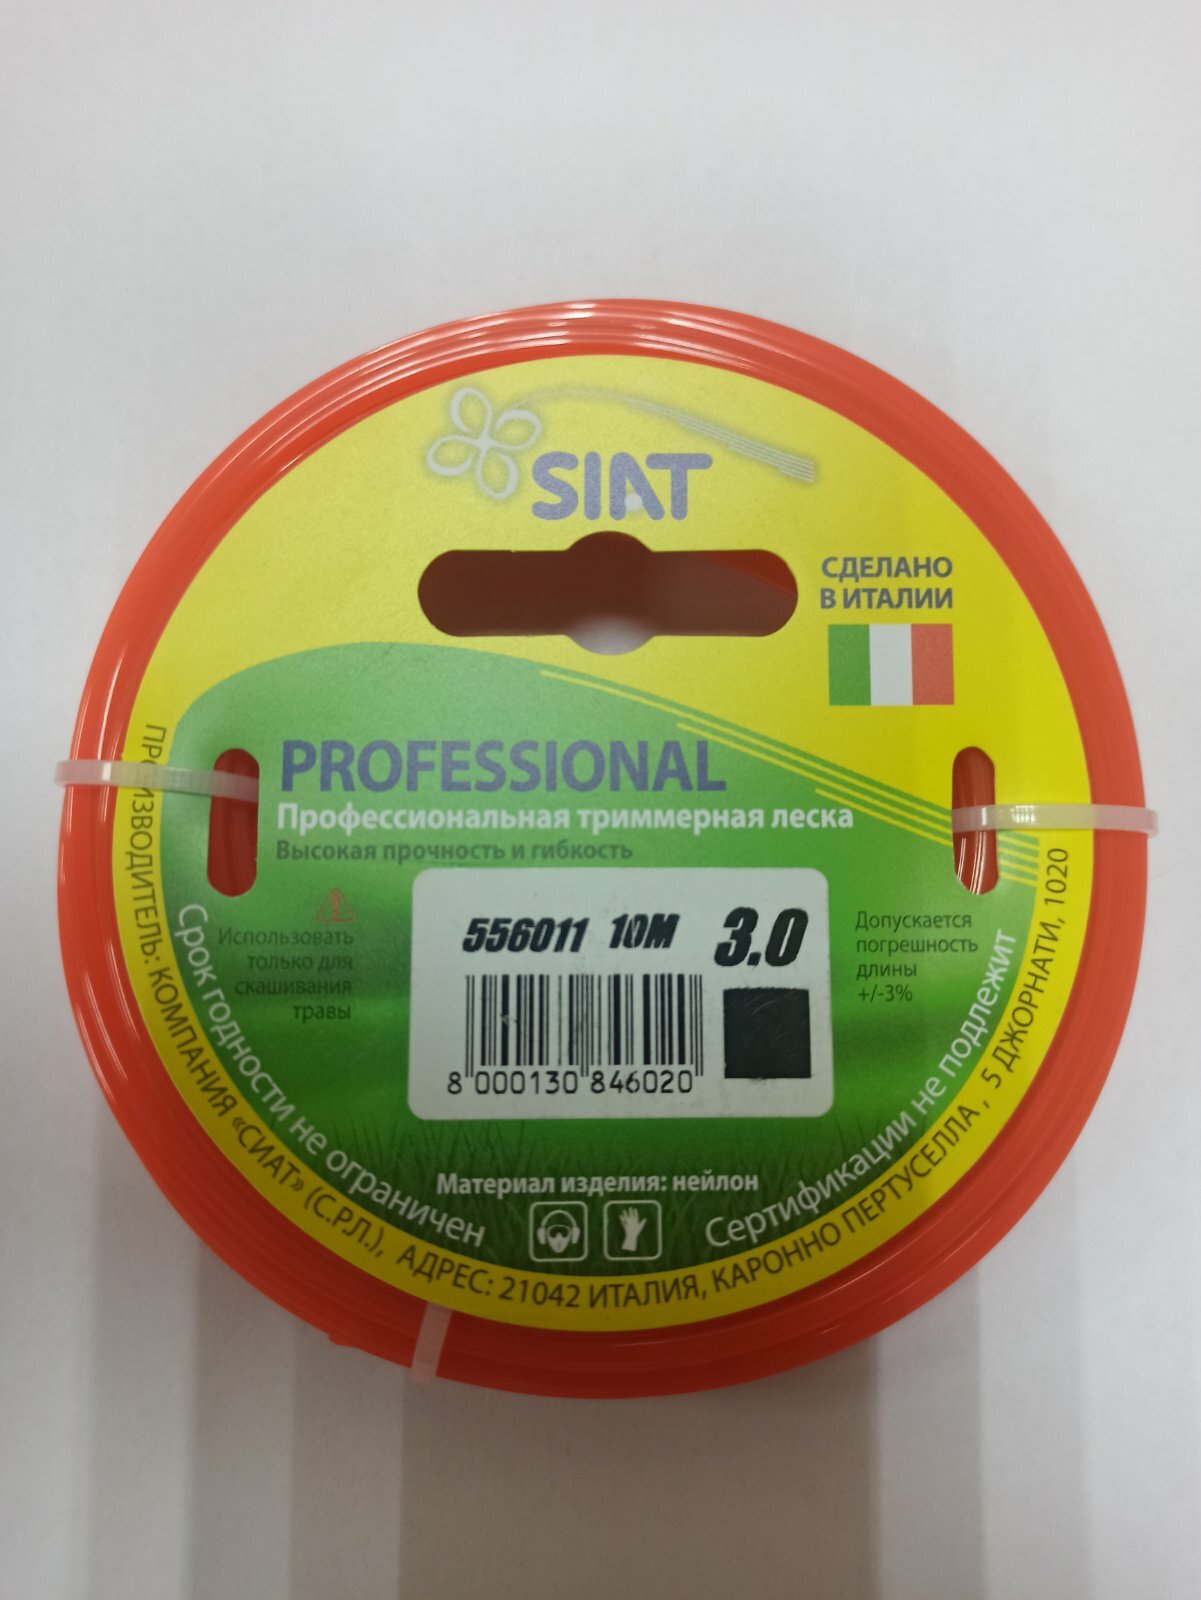 SIAT
СДЕЛАНО
В ИТАЛИИ
PROFESSIONAL
Профессиональная триммерная леска
Высокая прочность и гибкость
Использовать
только для
скашивания
травы
556011 10М 3.0
8 000130 846020
Допускается
погрешность
длины
+/-3%
Материал изделия: нейлон
Срок годности не ограничен
Сертификации не подлежит
ПРОИЗВОДИТЕЛЬ: КОМПАНИЯ «СИАТ» (С.РЛ.), АДРЕС: 21042 ИТАЛИЯ, КАРОННО ПЕРТУСЕЛЛА , 5 ДЖОРНАТИ, 1020